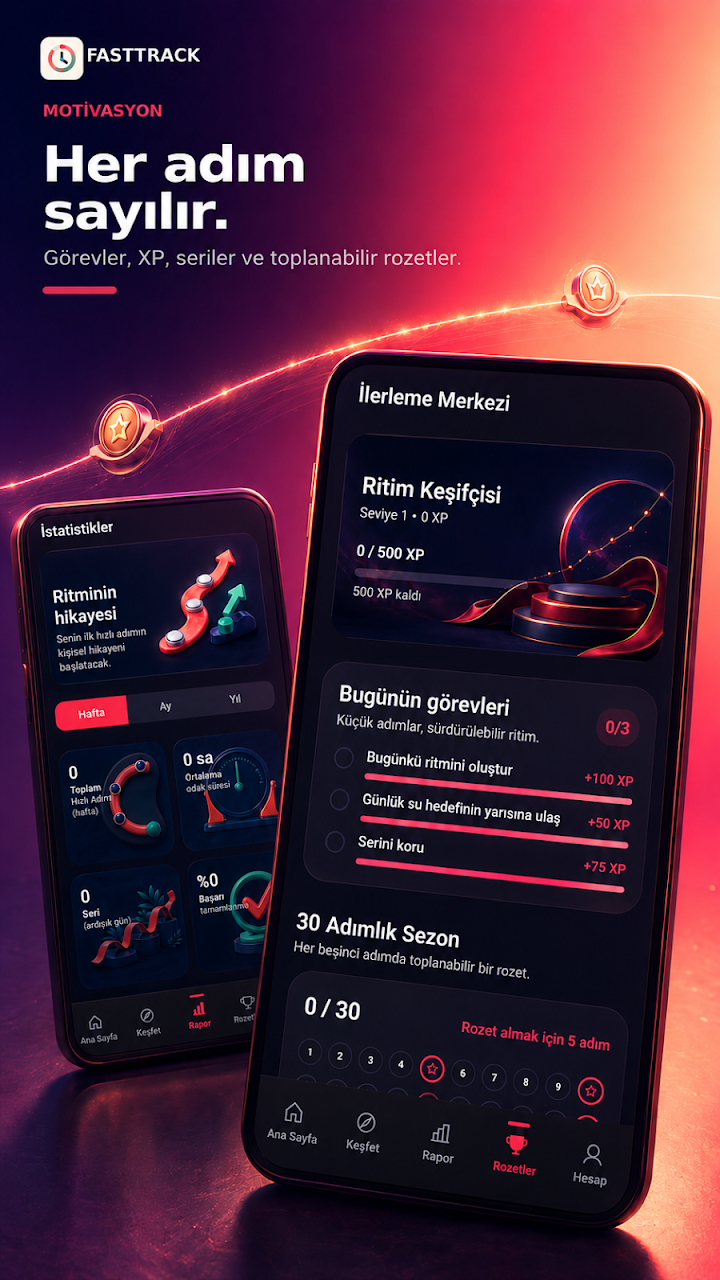 FASTTRACK
MOTİVASYON
Her adım
sayılır.
Görevler, XP, seriler ve toplanabilir rozetler.
İstatistikler
Ritminin
hikayesi
Senin ilk hızlı adımın
kişisel hikayeni
başlatacak.
Hafta
Ay
Yıl
0
Toplam
Hızlı Adım
(hafta)
0 sa
Ortalama
odak süresi
0
Seri
(ardışık gün)
%0
Başarı
tamamlanma
Ana Sayfa
Keşfet
Rapor
İlerleme Merkezi
Ritim Keşifçisi
Seviye 1 • 0 XP
0 / 500 XP
500 XP kaldı
Bugünün görevleri
Küçük adımlar, sürdürülebilir ritim.
0/3
Bugünkü ritmini oluştur
+100 XP
Günlük su hedefinin yarısına ulaş
+50 XP
Serini koru
+75 XP
30 Adımlık Sezon
Her beşinci adımda toplanabilir bir rozet.
0 / 30
Rozet almak için 5 adım
1 2 3 4 6 7 8 9
Ana Sayfa
Keşfet
Rapor
Rozetler
Hesap